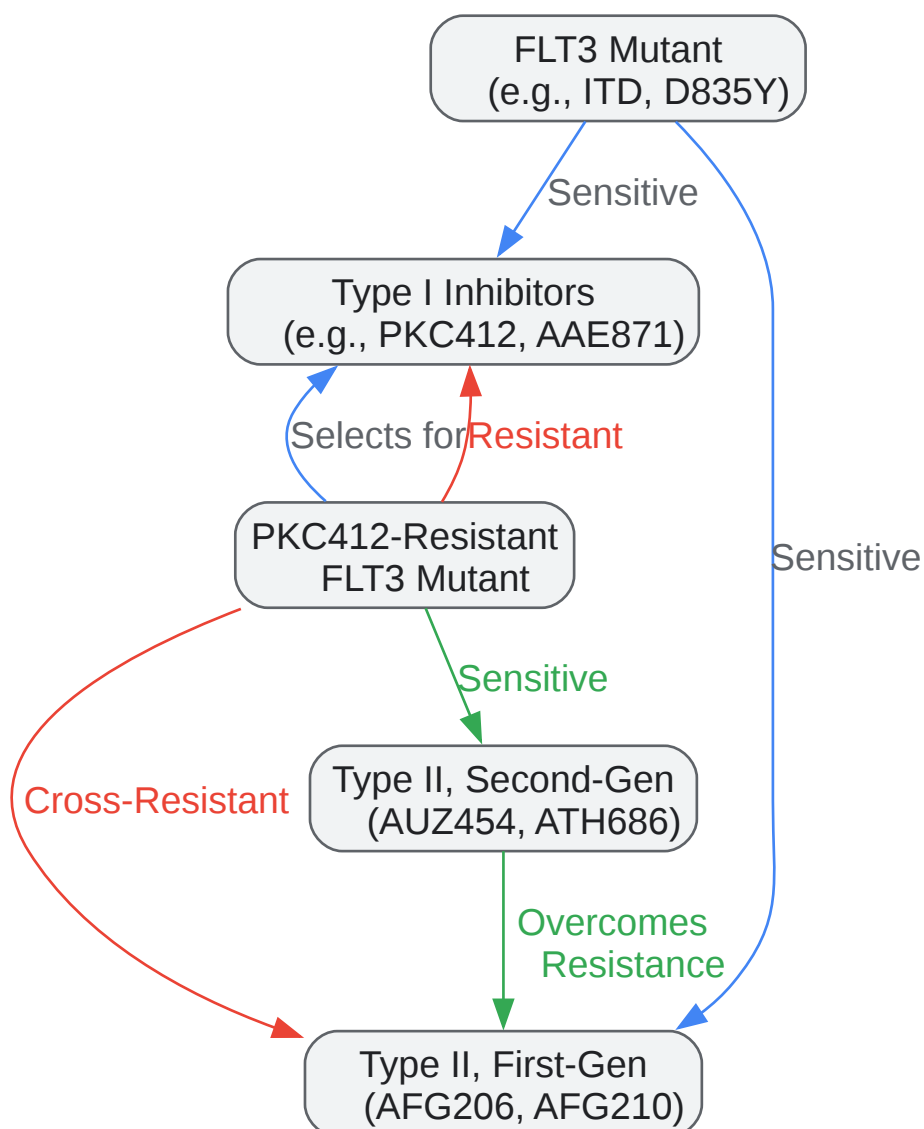 FLT3 Mutant
(e.g., ITD, D835Y)
Sensitive
Type I Inhibitors
(e.g., PKC412, AAE871)
Selects for
Resistant
PKC412-Resistant
FLT3 Mutant
Sensitive
Sensitive
Type II, Second-Gen
(AUZ454, ATH686)
Cross-Resistant
Overcomes
Resistance
Type II, First-Gen
(AFG206, AFG210)